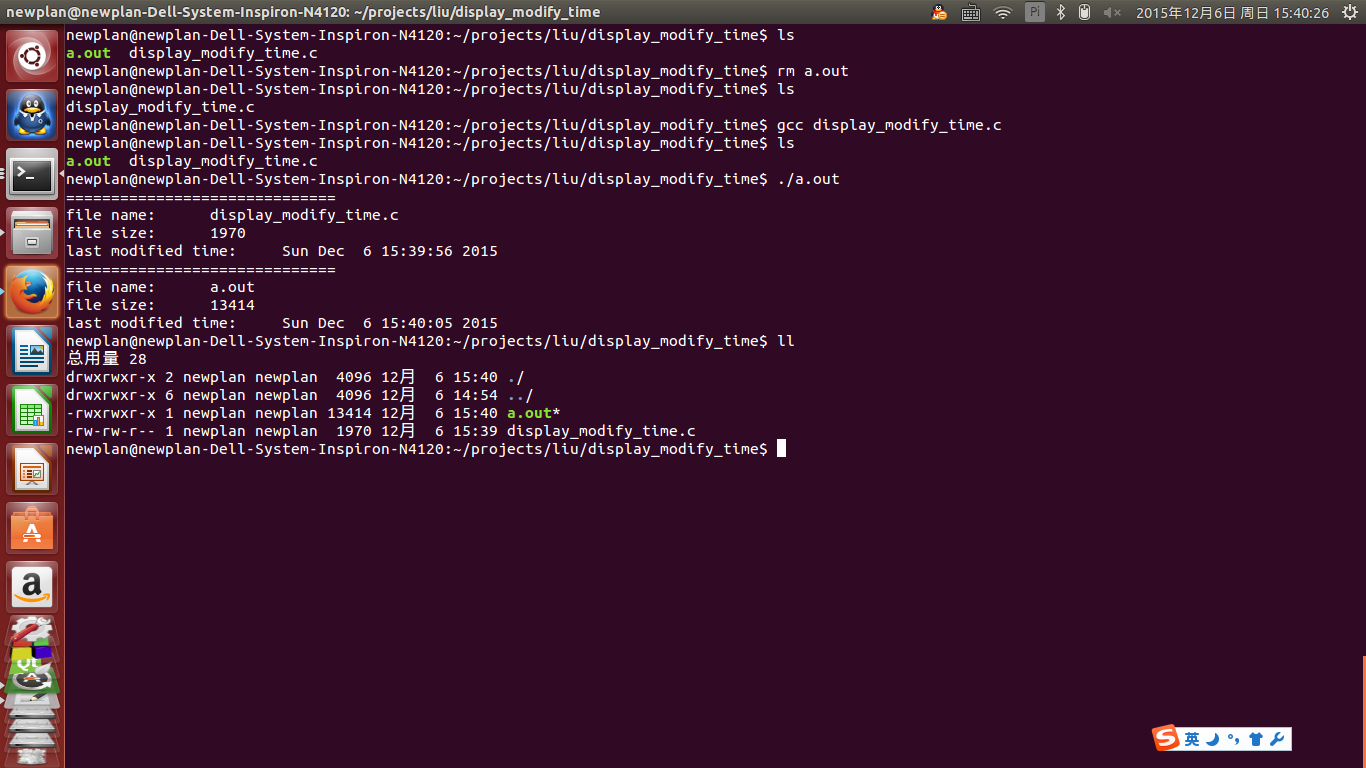 newplan@newplan-Dell-System-Inspiron-N4120: ~/projects/liu/display_modify_time
Pi
2015年12月6日 周日 15:40:26
newplan@newplan-Dell-System-Inspiron-N4120:~/projects/liu/display_modify_time$ ls
a.out  display_modify_time.c
newplan@newplan-Dell-System-Inspiron-N4120:~/projects/liu/display_modify_time$ rm a.out
newplan@newplan-Dell-System-Inspiron-N4120:~/projects/liu/display_modify_time$ ls
display_modify_time.c
newplan@newplan-Dell-System-Inspiron-N4120:~/projects/liu/display_modify_time$ gcc display_modify_time.c
newplan@newplan-Dell-System-Inspiron-N4120:~/projects/liu/display_modify_time$ ls
a.out  display_modify_time.c
newplan@newplan-Dell-System-Inspiron-N4120:~/projects/liu/display_modify_time$ ./a.out
==============================
file name:      display_modify_time.c
file size:      1970
last modified time:     Sun Dec  6 15:39:56 2015
==============================
file name:      a.out
file size:      13414
last modified time:     Sun Dec  6 15:40:05 2015
newplan@newplan-Dell-System-Inspiron-N4120:~/projects/liu/display_modify_time$ ll
总用量 28
drwxrwxr-x 2 newplan newplan  4096 12月  6 15:40 ./
drwxrwxr-x 6 newplan newplan  4096 12月  6 14:54 ../
-rwxrwxr-x 1 newplan newplan 13414 12月  6 15:40 a.out*
-rw-rw-r-- 1 newplan newplan  1970 12月  6 15:39 display_modify_time.c
newplan@newplan-Dell-System-Inspiron-N4120:~/projects/liu/display_modify_time$
a
S 英